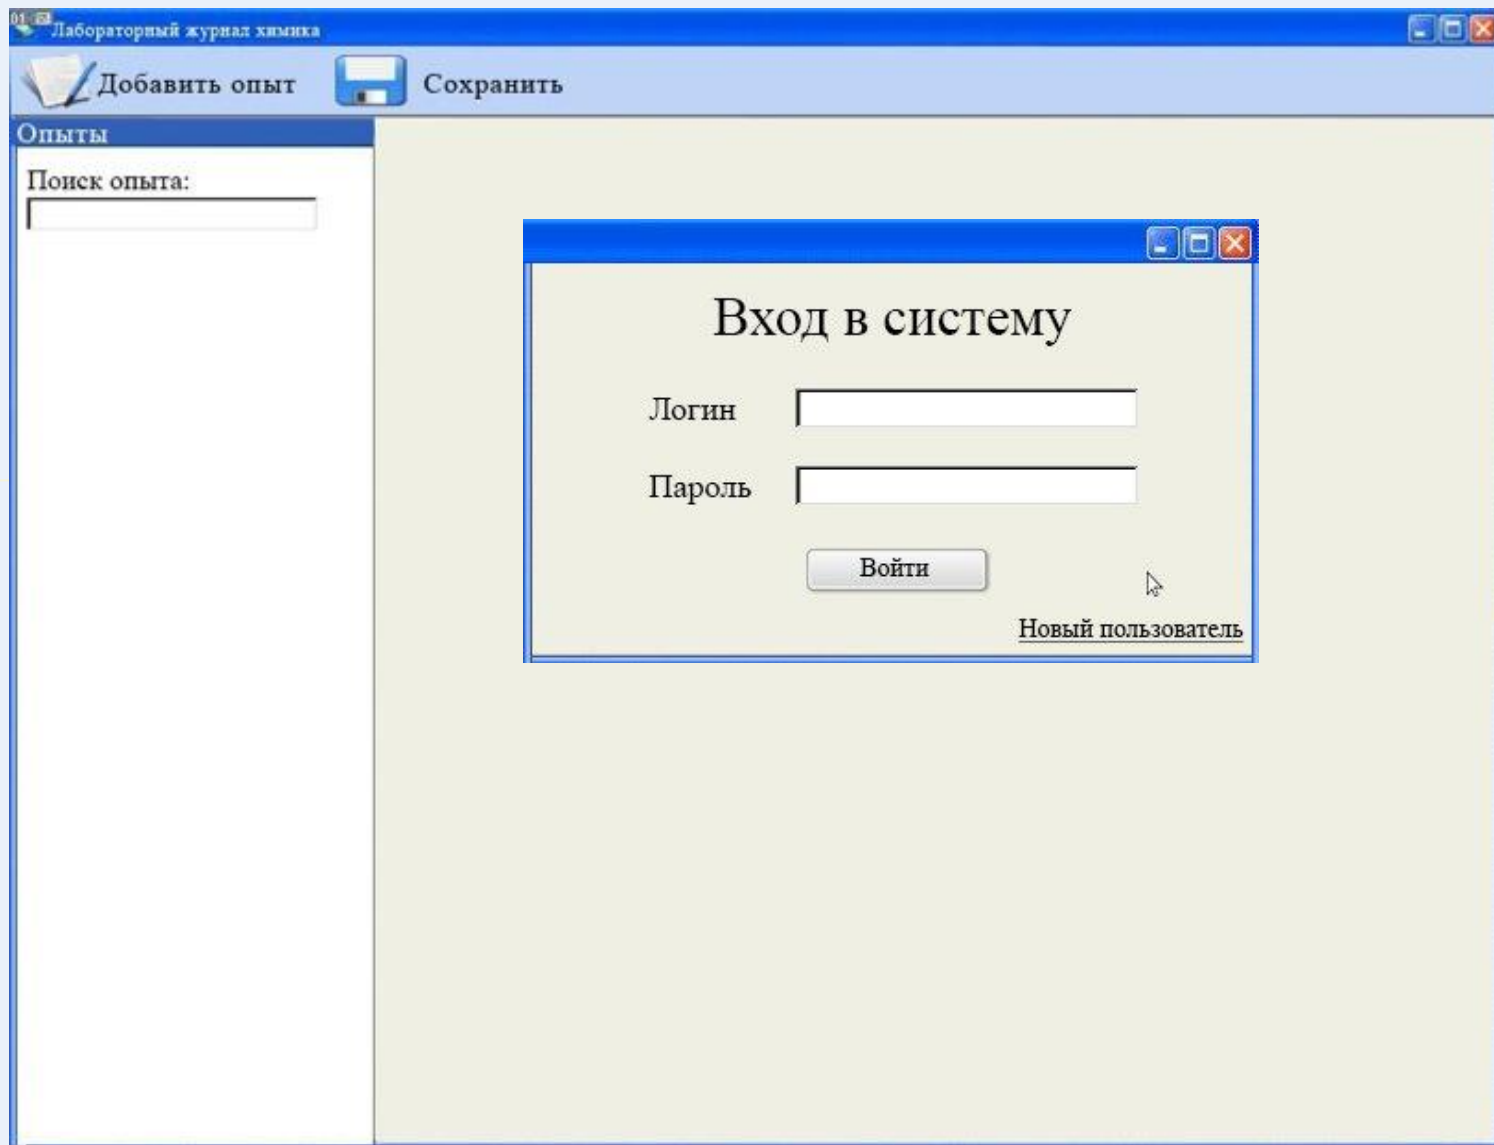 Лабораторный журнал химика
Добавить опыт
Сохранить
Опыты
Поиск опыта:
Вход в систему
Логин
Пароль
Войти
Новый пользователь